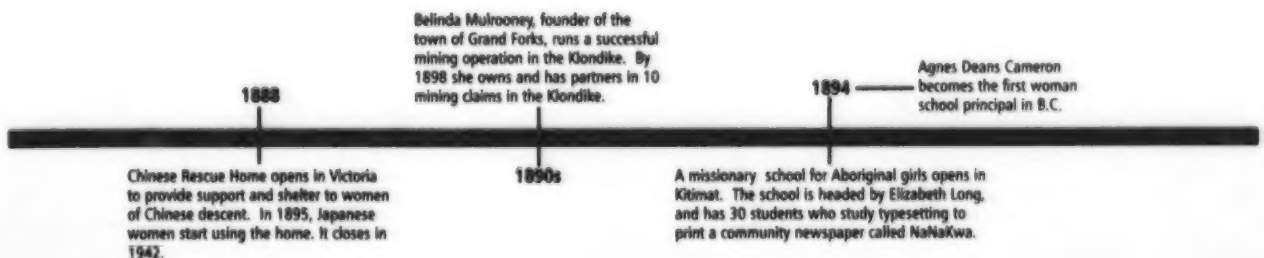 1888
Chinese Rescue Home opens in Victoria
to provide support and shelter to women
of Chinese descent. In 1895, Japanese
women start using the home. It closes in
1942.
Belinda Mulrooney, founder of the
town of Grand Forks, runs a successful
mining operation in the Klondike. By
1898 she owns and has partners in 10
mining claims in the Klondike.
1890s
1894
Agnes Deans Cameron
becomes the first woman
school principal in B.C.
A missionary school for Aboriginal girls opens in
Kitimat. The school is headed by Elizabeth Long,
and has 30 students who study typesetting to
print a community newspaper called NaNaKwa.